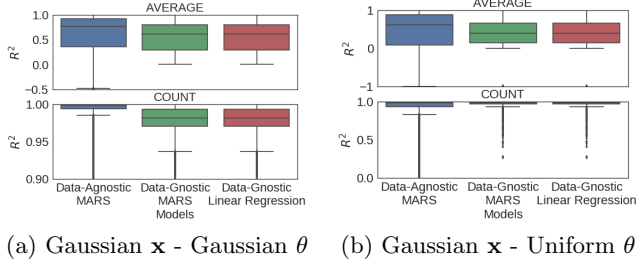 AVERAGE
1.0
0.5
0.0
−0.5
R²
COUNT
1.00
0.95
0.90
R²
Data-Agnostic MARS
Data-Gnostic MARS
Data-Gnostic Linear Regression
Models
(a) Gaussian x - Gaussian θ
AVERAGE
1
0
−1
R²
COUNT
1.0
0.5
0.0
R²
Data-Agnostic MARS
Data-Gnostic MARS
Data-Gnostic Linear Regression
Models
(b) Gaussian x - Uniform θ